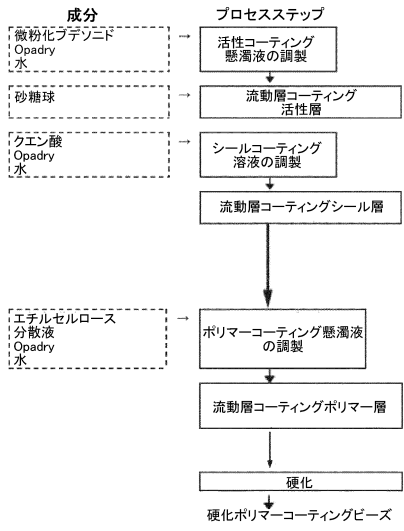 成分
プロセスステップ
微粉化ブデソニド
Opadry
水
→
活性コーティング
懸濁液の調製
砂糖球
→
流動層コーティング
活性層
クエン酸
Opadry
水
→
シールコーティング
溶液の調製
流動層コーティングシール層
エチルセルロース
分散液
Opadry
水
→
ポリマーコーティング懸濁液
の調製
流動層コーティングポリマー層
硬化
硬化ポリマーコーティングビーズ